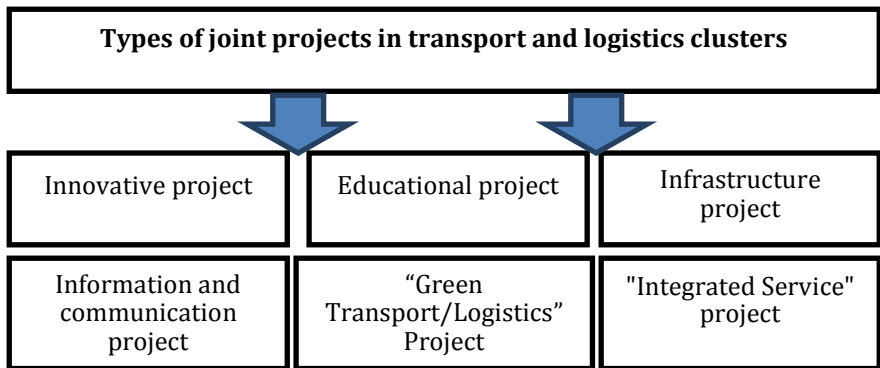 Types of joint projects in transport and logistics clusters
Innovative project
Educational project
Infrastructure
project
Information and
communication
project
“Green
Transport/Logistics”
Project
"Integrated Service"
project